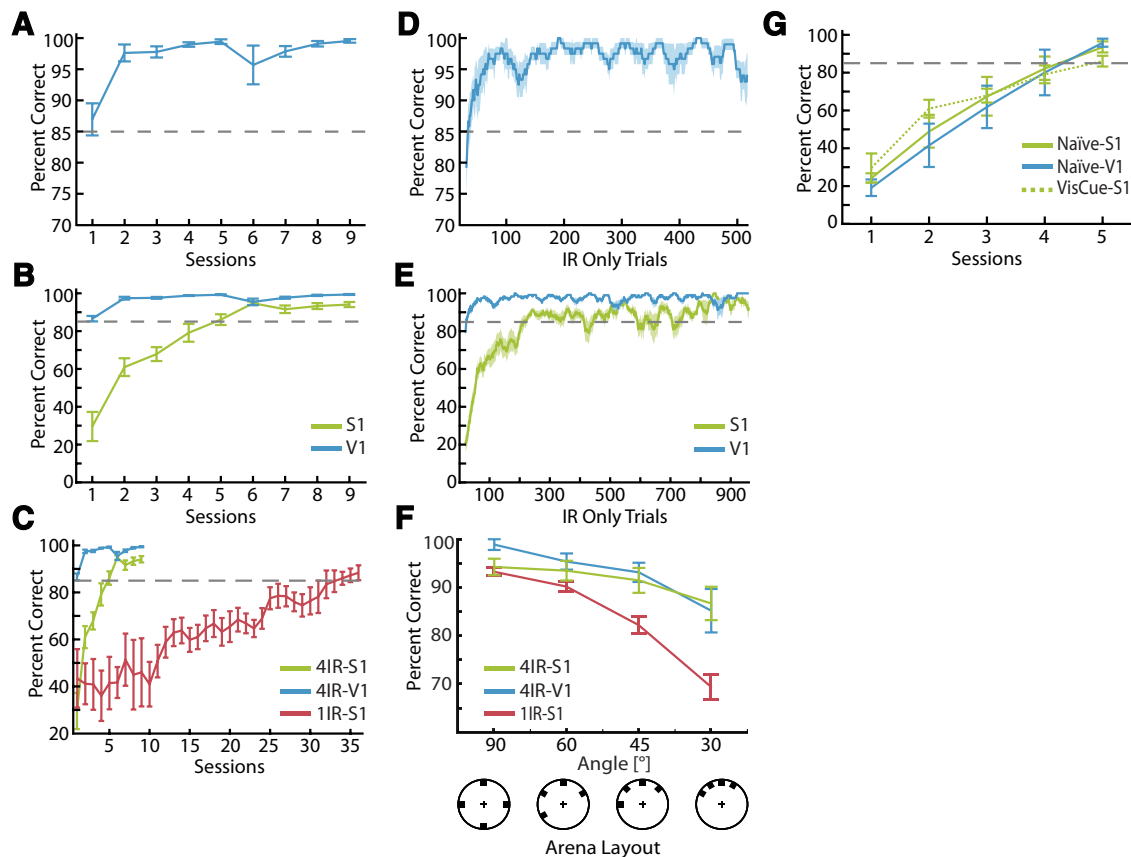 A
Percent Correct
100
95
90
85
80
75
70
1 2 3 4 5 6 7 8 9
Sessions
D
Percent Correct
100
95
90
85
80
75
70
100 200 300 400 500
IR Only Trials
G
Percent Correct
100
80
60
40
20
0
1 2 3 4 5
Sessions
Naïve-S1
Naïve-V1
VisCue-S1
B
Percent Correct
100
80
60
40
20
0
1 2 3 4 5 6 7 8 9
Sessions
S1
V1
E
Percent Correct
100
80
60
40
20
0
100 300 500 700 900
IR Only Trials
S1
V1
C
Percent Correct
100
80
60
40
20
5 10 15 20 25 30 35
Sessions
4IR-S1
4IR-V1
1IR-S1
F
Percent Correct
100
90
80
70
90 60 45 30
Angle [°]
4IR-S1
4IR-V1
1IR-S1
Arena Layout